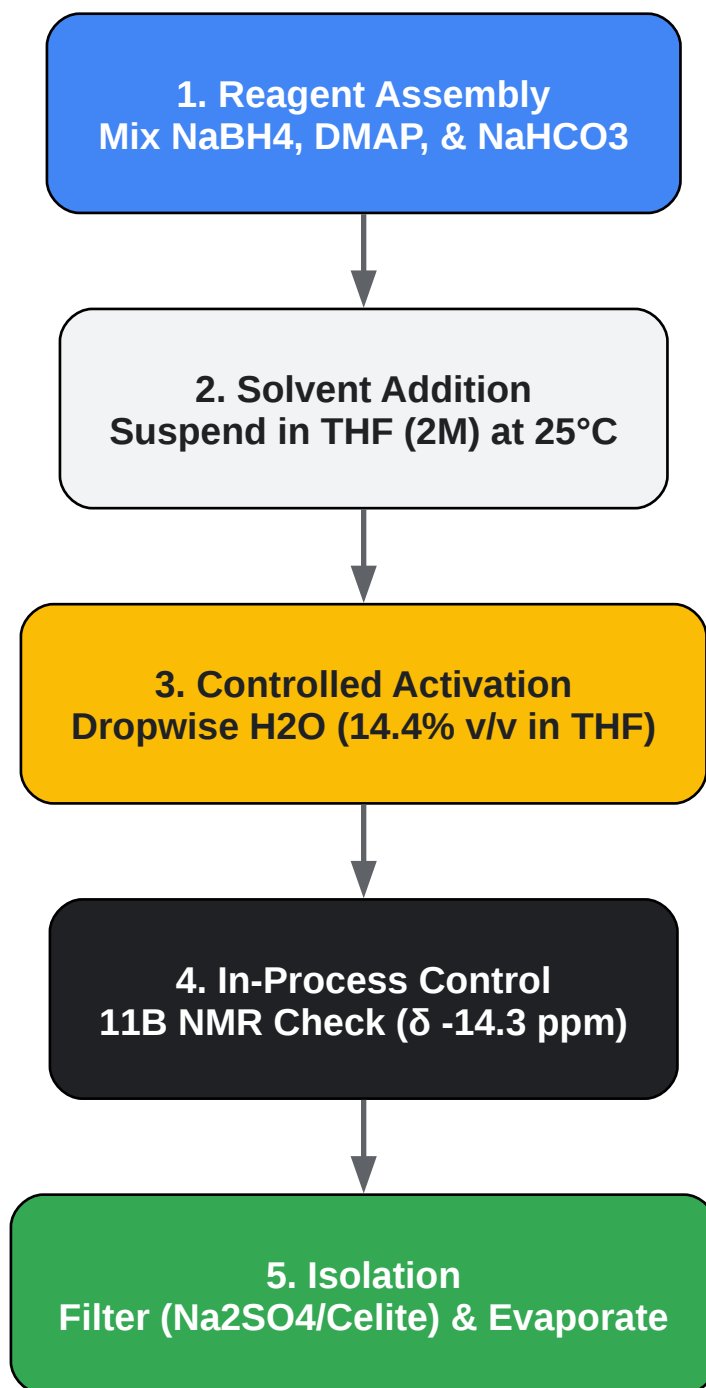 1. Reagent Assembly
Mix NaBH4, DMAP, & NaHCO3
2. Solvent Addition
Suspend in THF (2M) at 25°C
3. Controlled Activation
Dropwise H2O (14.4% v/v in THF)
4. In-Process Control
11B NMR Check (δ -14.3 ppm)
5. Isolation
Filter (Na2SO4/Celite) & Evaporate